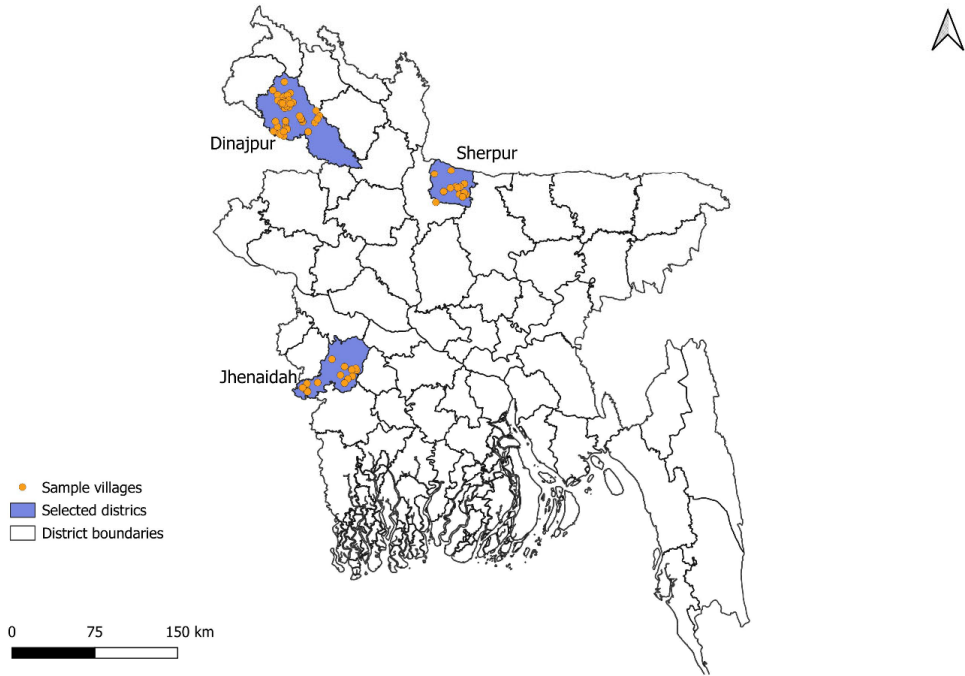 Dinajpur
Sherpur
Jhenaidah
Sample villages
Selected districs
District boundaries
0 75 150 km